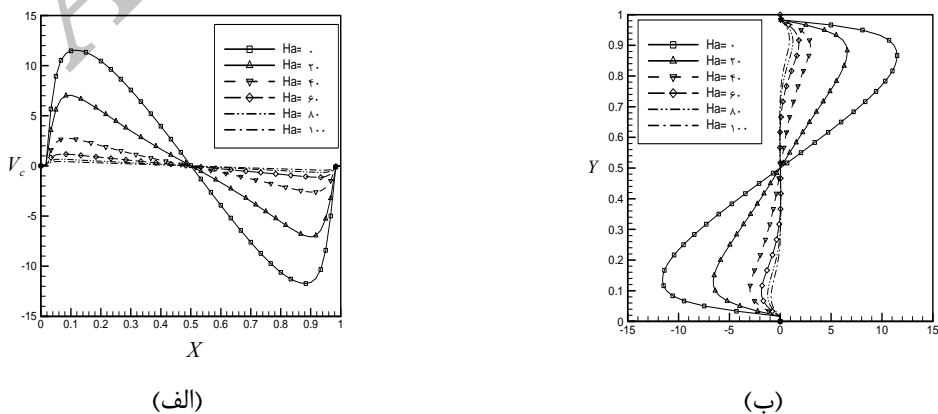 15
10
5
0
-5
-10
-15
V_c
0 0.1 0.2 0.3 0.4 0.5 0.6 0.7 0.8 0.9 1
X
Ha= ۰
Ha= ۲۰
Ha= ۴۰
Ha= ۶۰
Ha= ۸۰
Ha= ۱۰۰
(الف)
1
0.9
0.8
0.7
0.6
0.5
0.4
0.3
0.2
0.1
0
Y
-15 -10 -5 0 5 10 15
Ha= ۰
Ha= ۲۰
Ha= ۴۰
Ha= ۶۰
Ha= ۸۰
Ha= ۱۰۰
(ب)